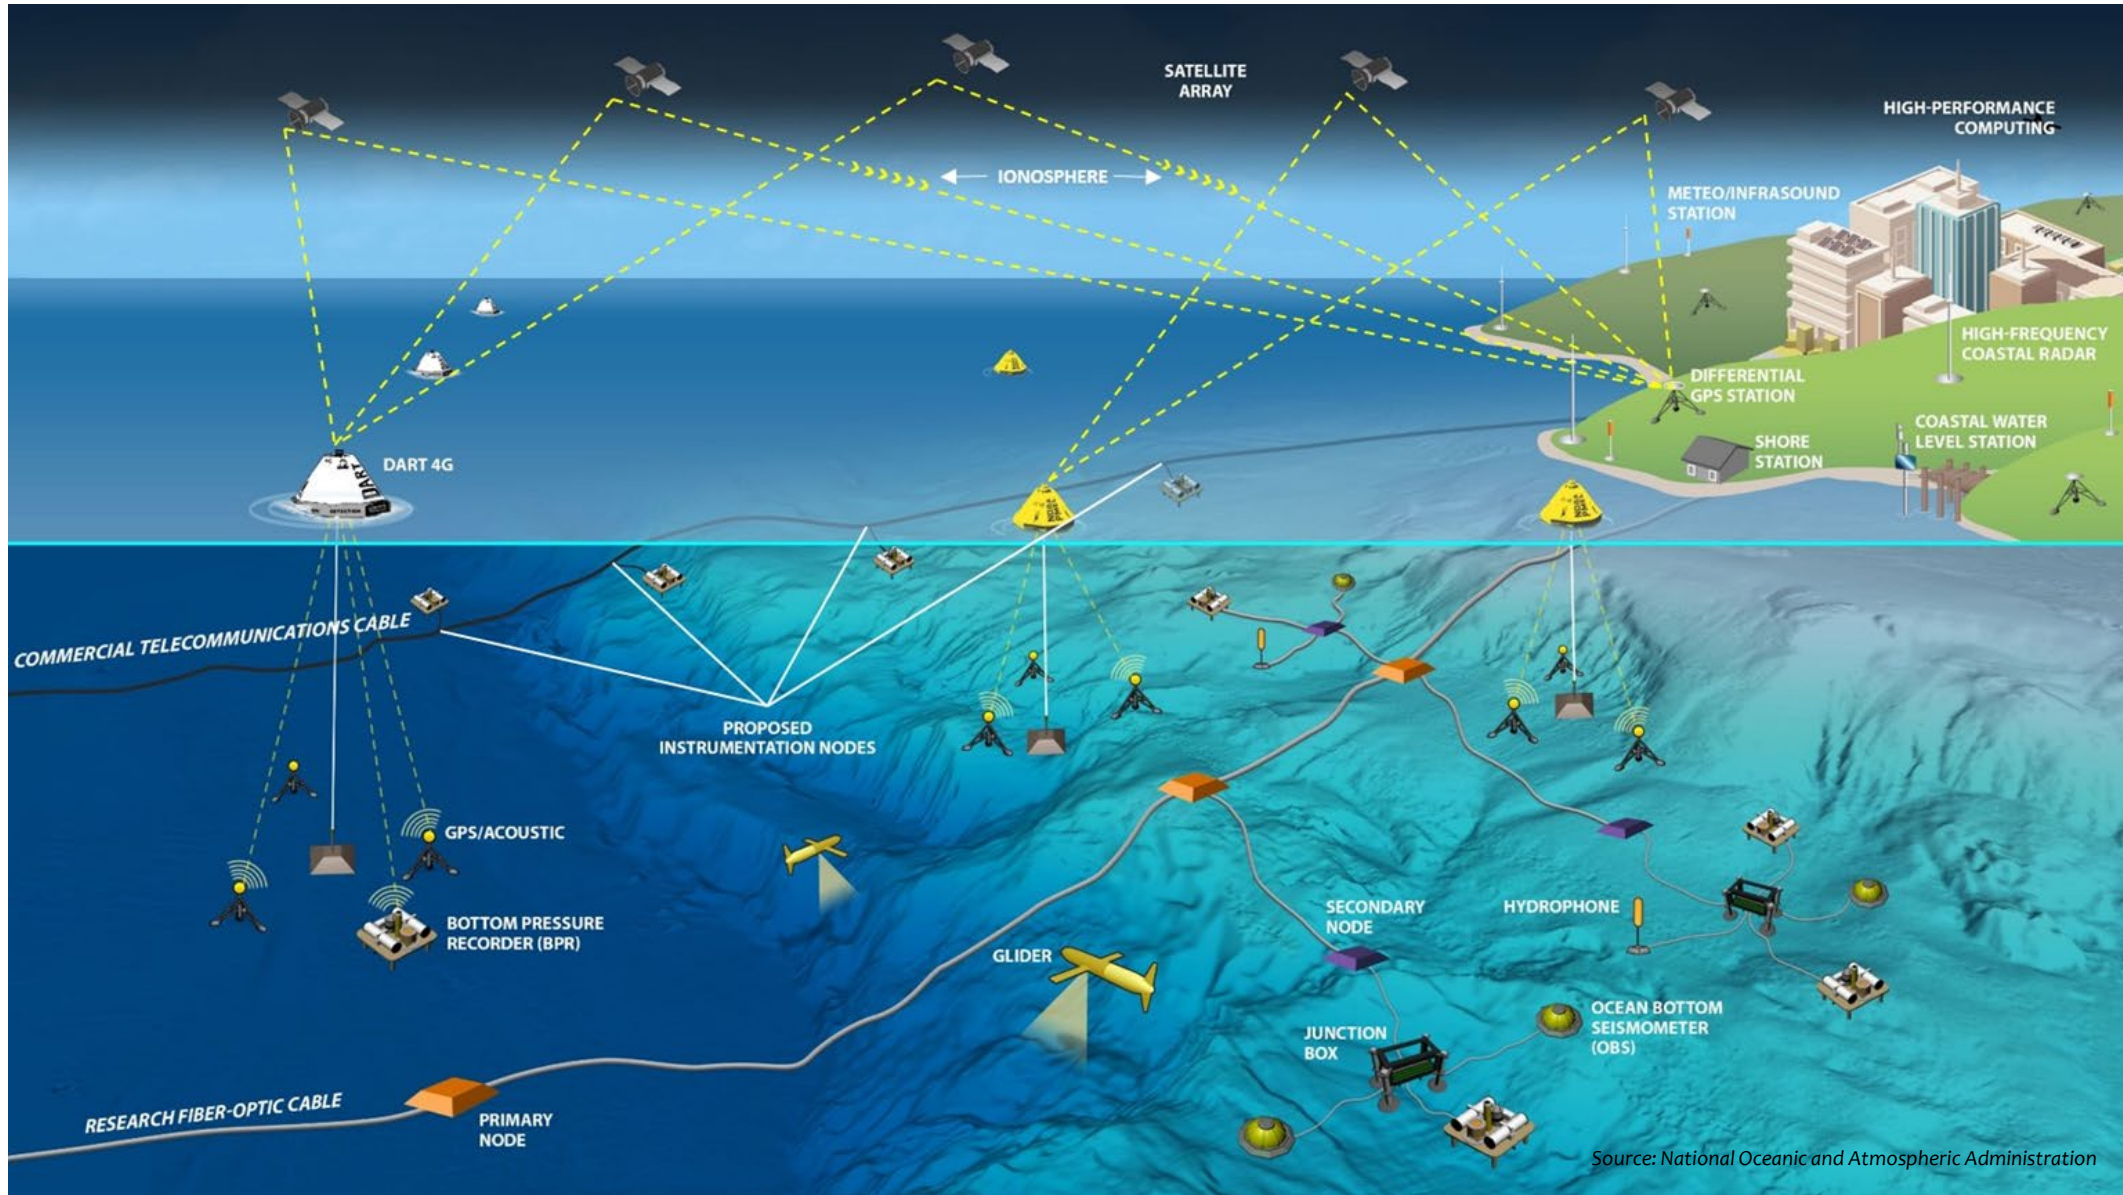 SATELLITE
ARRAY
HIGH-PERFORMANCE
COMPUTING
IONOSPHERE
METEO/INFRASOUND
STATION
HIGH-FREQUENCY
COASTAL RADAR
DIFFERENTIAL
GPS STATION
COASTAL WATER
LEVEL STATION
SHORE
STATION
DART 4G
DART
DETECTION
COMMERCIAL TELECOMMUNICATIONS CABLE
PROPOSED
INSTRUMENTATION NODES
GPS/ACOUSTIC
BOTTOM PRESSURE
RECORDER (BPR)
SECONDARY
NODE
HYDROPHONE
GLIDER
OCEAN BOTTOM
SEISMOMETER
(OBS)
JUNCTION
BOX
RESEARCH FIBER-OPTIC CABLE
PRIMARY
NODE
Source: National Oceanic and Atmospheric Administration